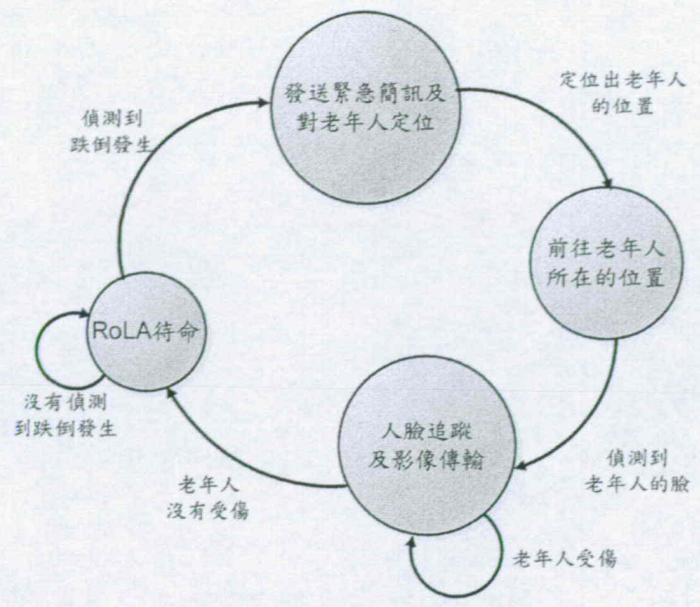 發送緊急簡訊及
對老年人定位
定位出老年人
的位置
偵測到
跌倒發生
前往老年人
所在的位置
RoLA待命
沒有偵測
到跌倒發生
人臉追蹤
及影像傳輸
偵測到
老年人的臉
老年人
沒有受傷
老年人受傷